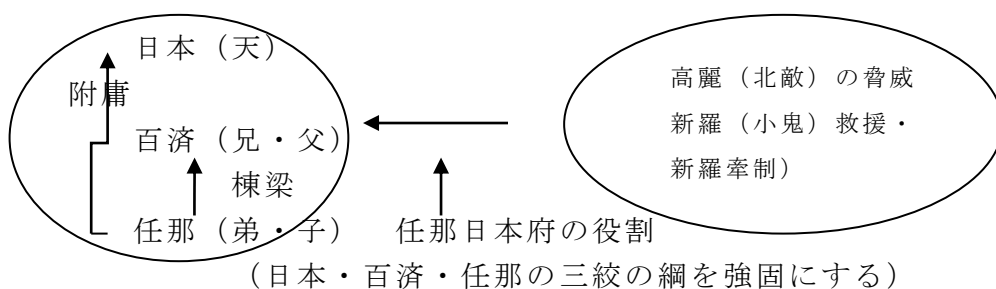 日本（天）
附庸
百済（兄・父）
棟梁
任那（弟・子）
高麗（北敵）の脅威
新羅（小鬼）救援・
新羅牽制）
任那日本府の役割
（日本・百済・任那の三絞の綱を強固にする）